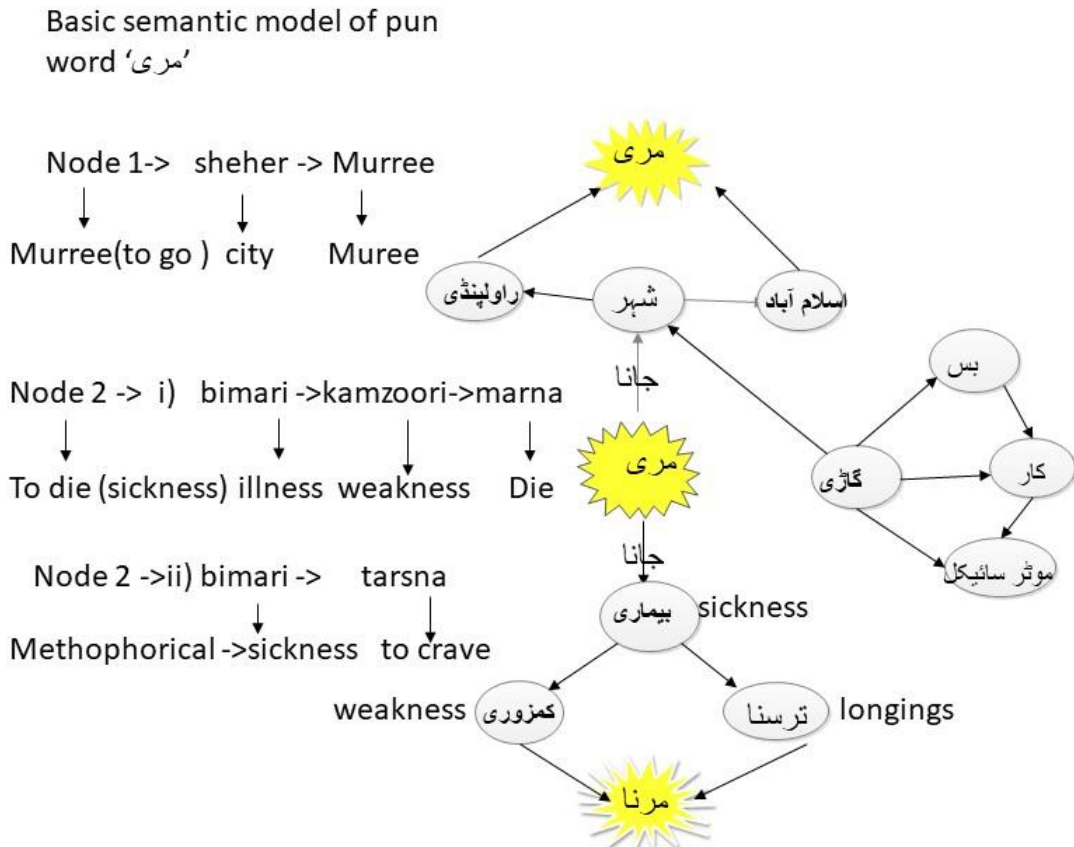 Basic semantic model of pun
word ‘مری’
Node 1-> sheher -> Murree
Murree(to go ) city Muree
Node 2 -> i) bimari ->kamzoori->marna
To die (sickness) illness weakness Die
Node 2 ->ii) bimari -> tarsna
Methophorical ->sickness to crave
مری
راولپنڈی
شہر
اسلام آباد
جانا
بس
مری
گاڑی
کار
جانا
موٹر سائیکل
بیماری
sickness
weakness
کمزوری
ترسنا
longings
مرنا